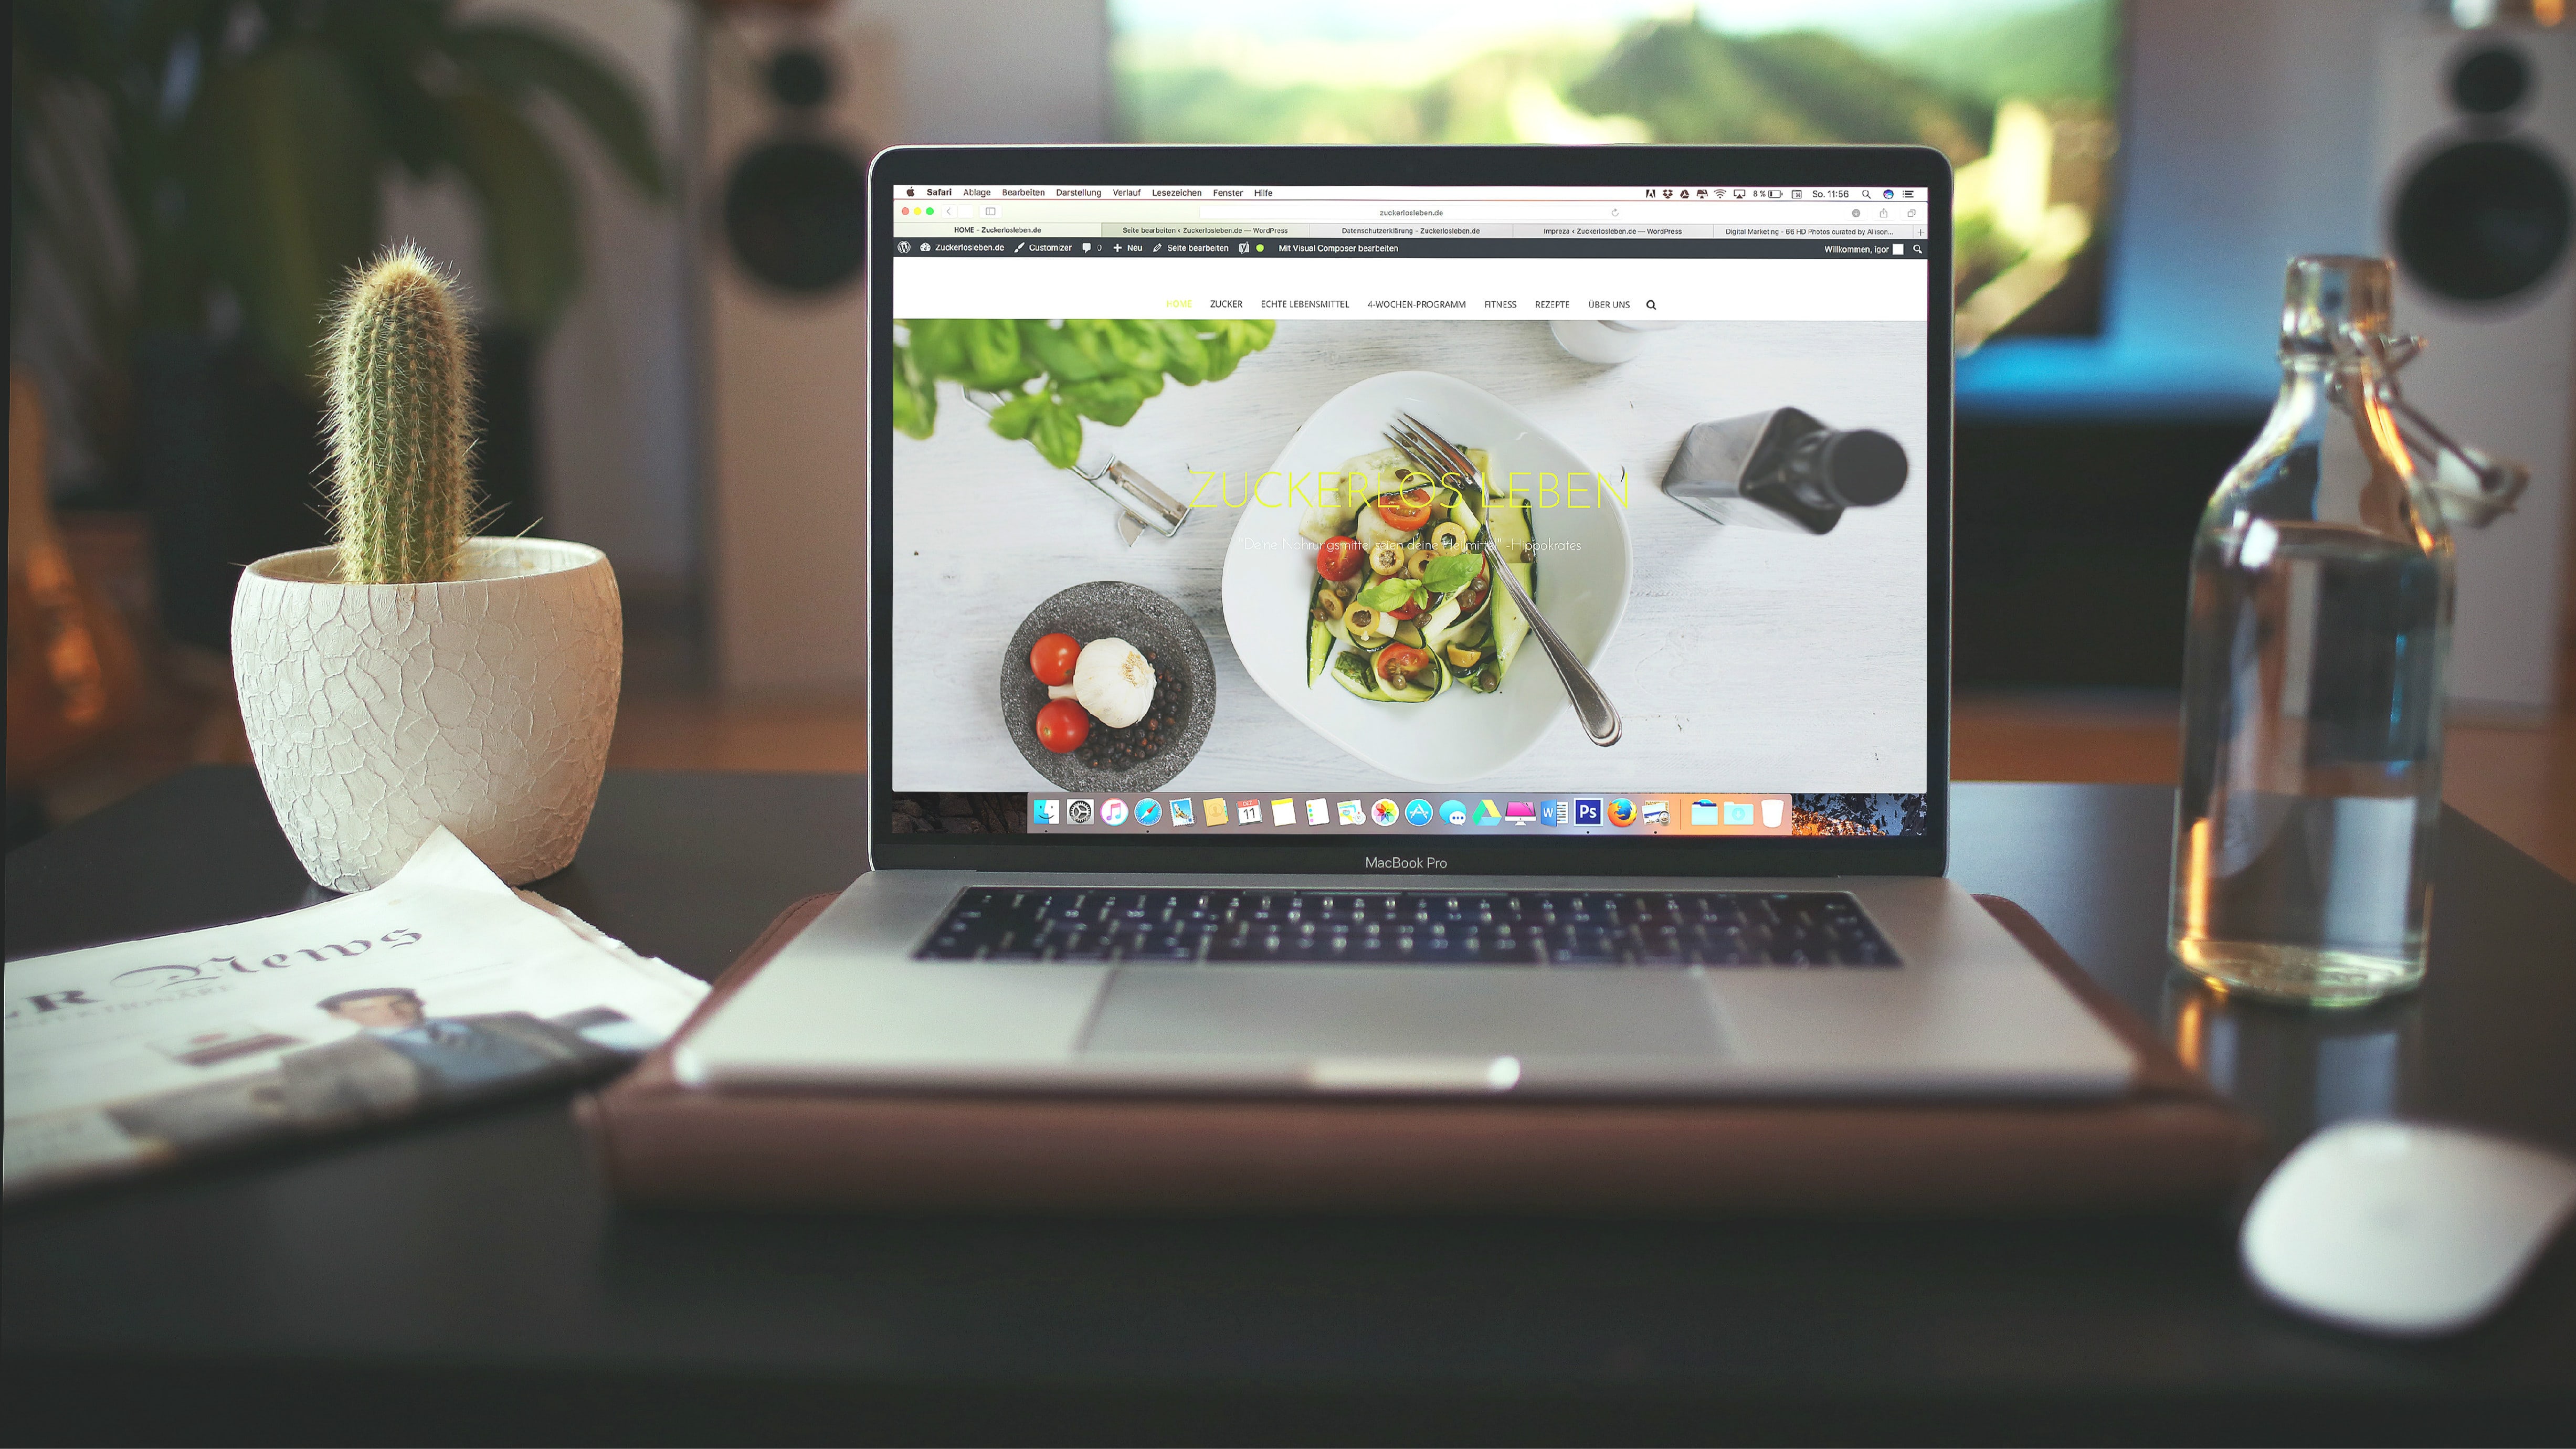 Safari Ablage Bearbeiten Darstellung Verlauf Lesezeichen Fenster Hilfe 8 % So. 11:56
zuckerlosleben.de
HOME – Zuckerlosleben.de Seite bearbeiten ‹ Zuckerlosleben.de — WordPress Datenschutzerklärung – Zuckerlosleben.de Impreza ‹ Zuckerlosleben.de — WordPress Digital Marketing - 66 HD Photos curated by Allison...
Zuckerlosleben.de Customizer 0 Neu Seite bearbeiten Mit Visual Composer bearbeiten Willkommen, Igor
HOME ZUCKER ECHTE LEBENSMITTEL 4-WOCHEN-PROGRAMM FITNESS REZEPTE ÜBER UNS
ZUCKERLOS LEBEN
"Deine Nahrungsmittel seien deine Heilmittel" -Hippokrates
11
W
Ps
MacBook Pro
R News